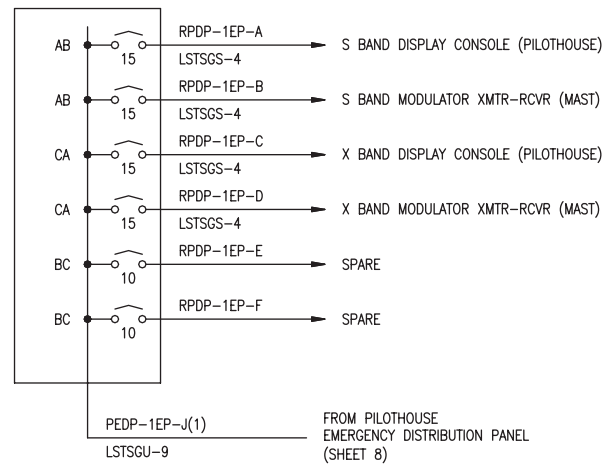 AB 15 RPDP-1EP-A LSTSGS-4 S BAND DISPLAY CONSOLE (PILOTHOUSE)
AB 15 RPDP-1EP-B LSTSGS-4 S BAND MODULATOR XMTR-RCVR (MAST)
CA 15 RPDP-1EP-C LSTSGS-4 X BAND DISPLAY CONSOLE (PILOTHOUSE)
CA 15 RPDP-1EP-D LSTSGS-4 X BAND MODULATOR XMTR-RCVR (MAST)
BC 10 RPDP-1EP-E SPARE
BC 10 RPDP-1EP-F SPARE
PEDP-1EP-J(1)
LSTSGU-9
FROM PILOTHOUSE
EMERGENCY DISTRIBUTION PANEL
(SHEET 8)